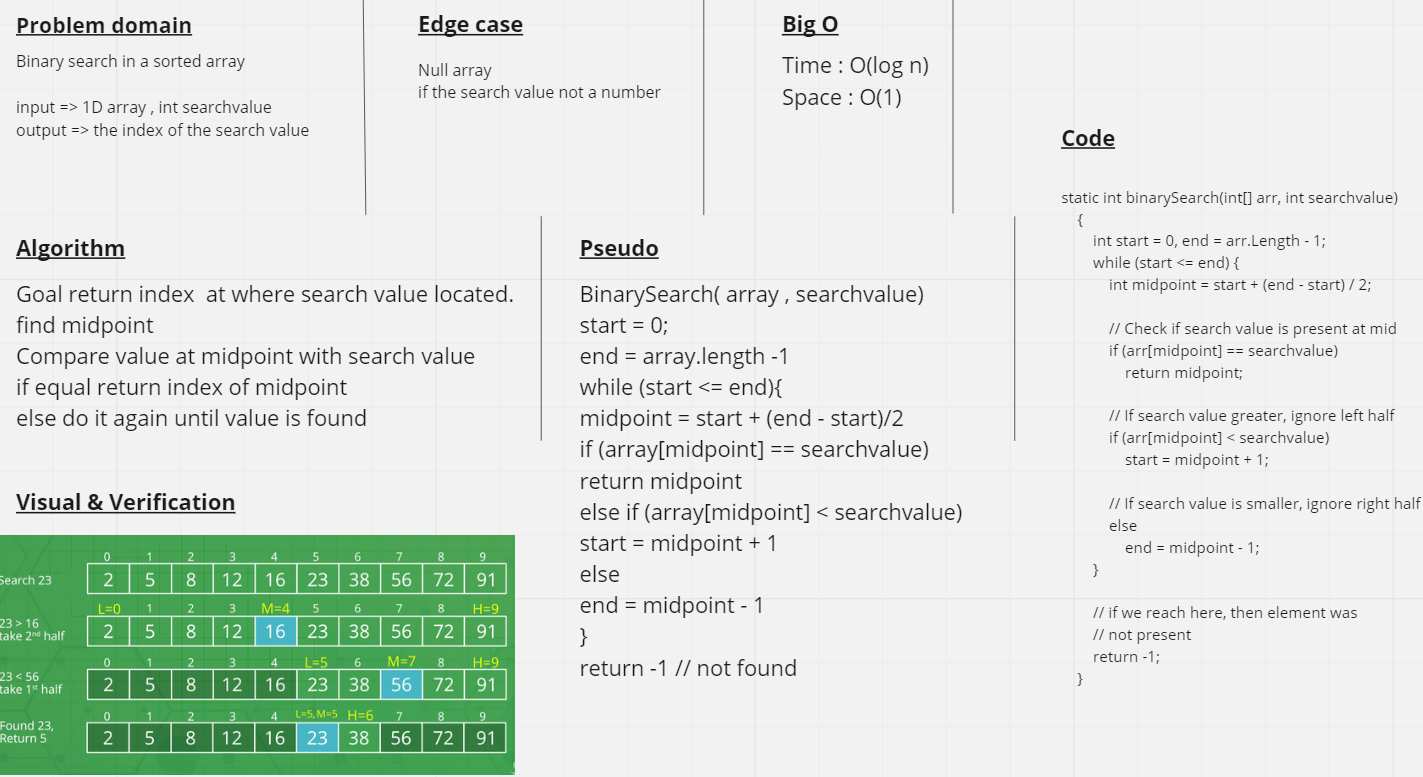 Problem domain
Binary search in a sorted array
input => 1D array , int searchvalue
output => the index of the search value
Edge case
Null array
if the search value not a number
Big O
Time : O(log n)
Space : O(1)
Algorithm
Goal return index  at where search value located.
find midpoint
Compare value at midpoint with search value
if equal return index of midpoint
else do it again until value is found
Visual & Verification
0 1 2 3 4 5 6 7 8 9
Search 23 2 5 8 12 16 23 38 56 72 91
L=0 1 2 3 M=4 5 6 7 8 H=9
23 > 16
take 2nd half
2 5 8 12 16 23 38 56 72 91
0 1 2 3 4 L=5 6 M=7 8 H=9
23 < 56
take 1st half
2 5 8 12 16 23 38 56 72 91
0 1 2 3 4 L=5, M=5 H=6 7 8 9
Found 23,
Return 5
2 5 8 12 16 23 38 56 72 91
Pseudo
BinarySearch( array , searchvalue)
start = 0;
end = array.length -1
while (start <= end){
midpoint = start + (end - start)/2
if (array[midpoint] == searchvalue)
return midpoint
else if (array[midpoint] < searchvalue)
start = midpoint + 1
else
end = midpoint - 1
}
return -1 // not found
Code
static int binarySearch(int[] arr, int searchvalue)
{
int start = 0, end = arr.Length - 1;
while (start <= end) {
int midpoint = start + (end - start) / 2;
// Check if search value is present at mid
if (arr[midpoint] == searchvalue)
return midpoint;
// If search value greater, ignore left half
if (arr[midpoint] < searchvalue)
start = midpoint + 1;
// If search value is smaller, ignore right half
else
end = midpoint - 1;
}
// if we reach here, then element was
// not present
return -1;
}